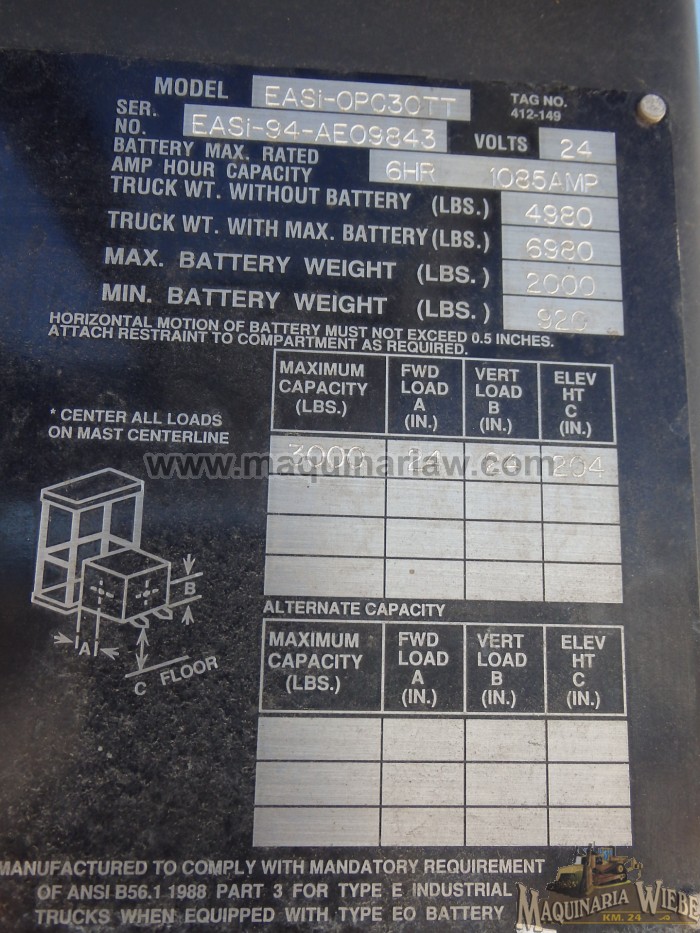 MODEL EASi-OPC30TT TAG NO.
412-149
SER.
NO. EASi-94-AE09843 VOLTS 24
BATTERY MAX. RATED
AMP HOUR CAPACITY 6HR 1085AMP
TRUCK WT. WITHOUT BATTERY (LBS.) 4980
TRUCK WT. WITH MAX. BATTERY (LBS.) 6980
MAX. BATTERY WEIGHT (LBS.) 2000
MIN. BATTERY WEIGHT (LBS.) 920
HORIZONTAL MOTION OF BATTERY MUST NOT EXCEED 0.5 INCHES.
ATTACH RESTRAINT TO COMPARTMENT AS REQUIRED.
* CENTER ALL LOADS
ON MAST CENTERLINE
MAXIMUM FWD VERT ELEV
CAPACITY LOAD LOAD HT
(LBS.) A B C
(IN.) (IN.) (IN.)
3000 24 24 204
www.maquinariaw.com
B
A
C FLOOR
ALTERNATE CAPACITY
MAXIMUM FWD VERT ELEV
CAPACITY LOAD LOAD HT
(LBS.) A B C
(IN.) (IN.) (IN.)
MANUFACTURED TO COMPLY WITH MANDATORY REQUIREMENT
OF ANSI B56.1 1988 PART 3 FOR TYPE E INDUSTRIAL
TRUCKS WHEN EQUIPPED WITH TYPE EO BATTERY
MAQUINARIA WIEBE
KM. 24